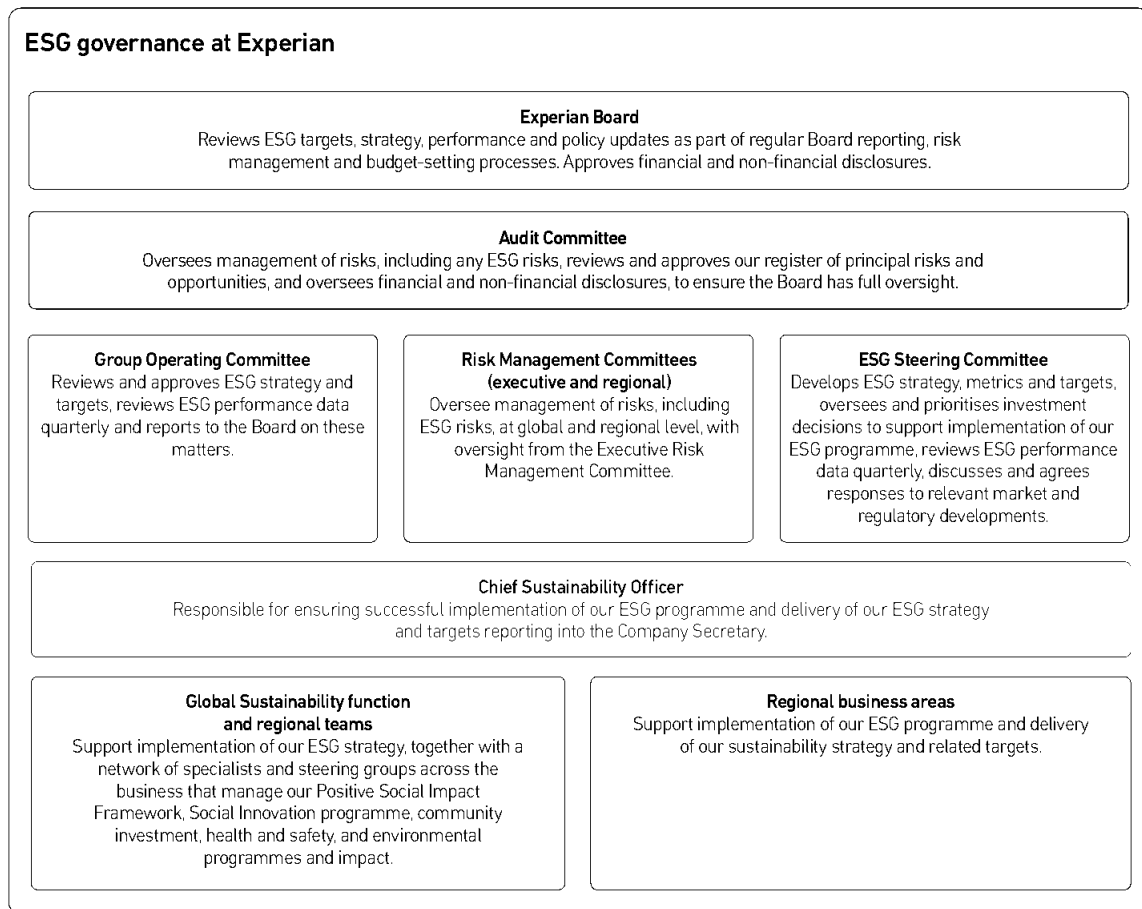 ESG governance at Experian
Experian Board
Reviews ESG targets, strategy, performance and policy updates as part of regular Board reporting, risk
management and budget-setting processes. Approves financial and non-financial disclosures.
Audit Committee
Oversees management of risks, including any ESG risks, reviews and approves our register of principal risks and
opportunities, and oversees financial and non-financial disclosures, to ensure the Board has full oversight.
Group Operating Committee
Reviews and approves ESG strategy and
targets, reviews ESG performance data
quarterly and reports to the Board on these
matters.
Risk Management Committees
(executive and regional)
Oversee management of risks, including
ESG risks, at global and regional level, with
oversight from the Executive Risk
Management Committee.
ESG Steering Committee
Develops ESG strategy, metrics and targets,
oversees and prioritises investment
decisions to support implementation of our
ESG programme, reviews ESG performance
data quarterly, discusses and agrees
responses to relevant market and
regulatory developments.
Chief Sustainability Officer
Responsible for ensuring successful implementation of our ESG programme and delivery of our ESG strategy
and targets reporting into the Company Secretary.
Global Sustainability function
and regional teams
Support implementation of our ESG strategy, together with a
network of specialists and steering groups across the
business that manage our Positive Social Impact
Framework, Social Innovation programme, community
investment, health and safety, and environmental
programmes and impact.
Regional business areas
Support implementation of our ESG programme and delivery
of our sustainability strategy and related targets.